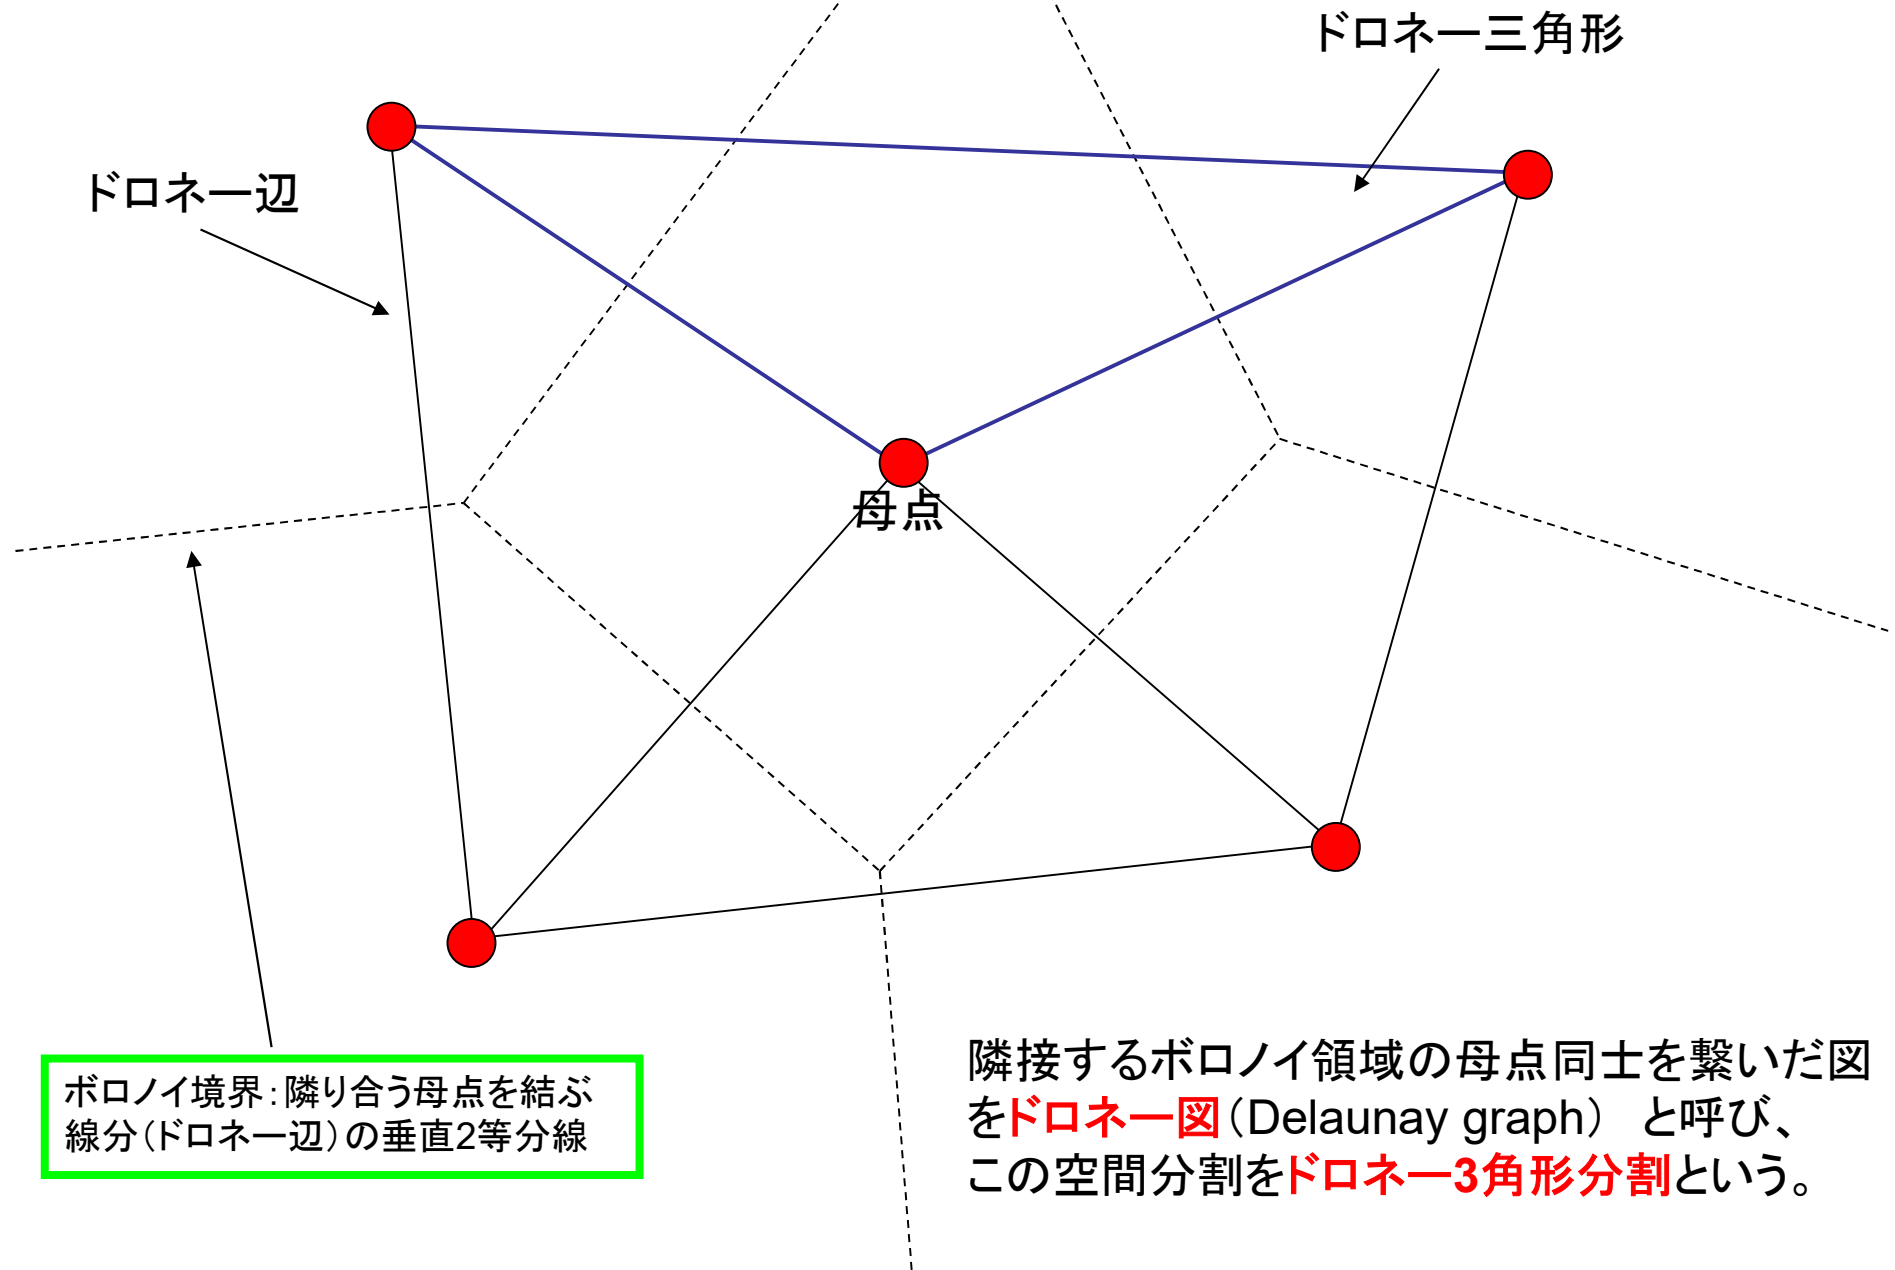 ドロネー三角形
ドロネー辺
母点
ボロノイ境界：隣り合う母点を結ぶ
線分（ドロネー辺）の垂直2等分線
隣接するボロノイ領域の母点同士を繋いだ図
をドロネー図（Delaunay graph） と呼び、
この空間分割をドロネー3角形分割という。